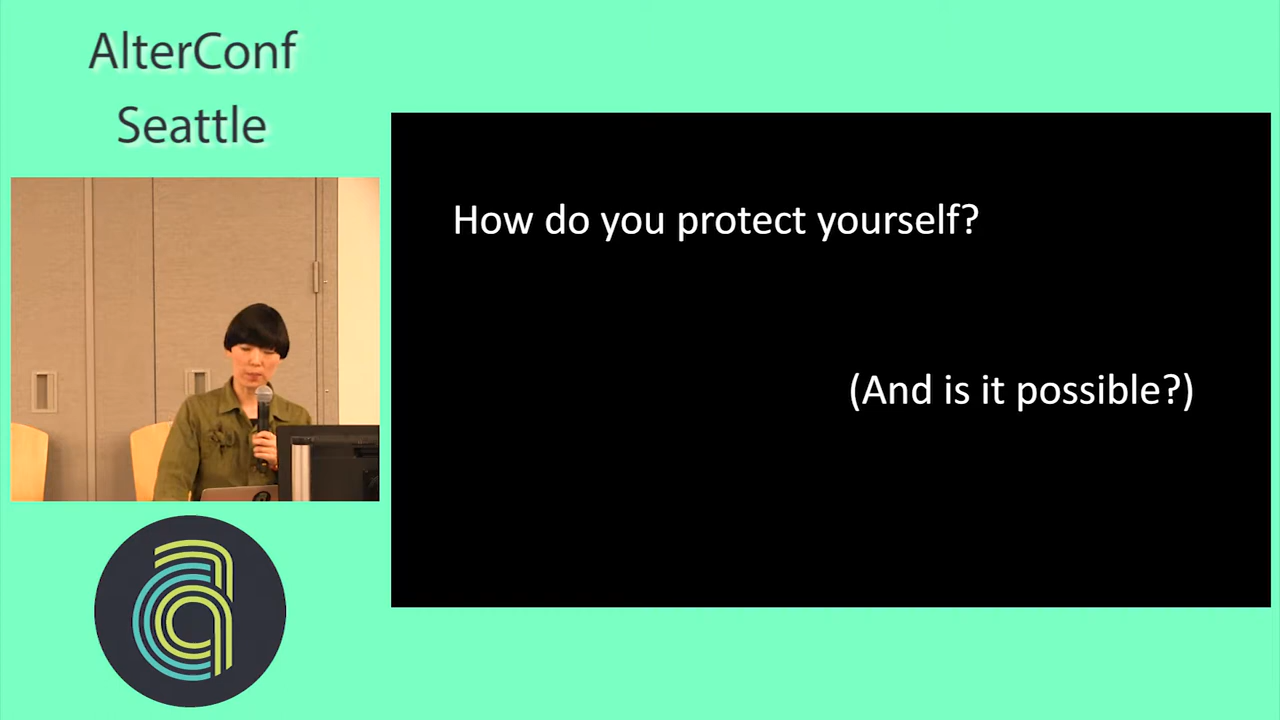 AlterConf
Seattle
How do you protect yourself?
(And is it possible?)